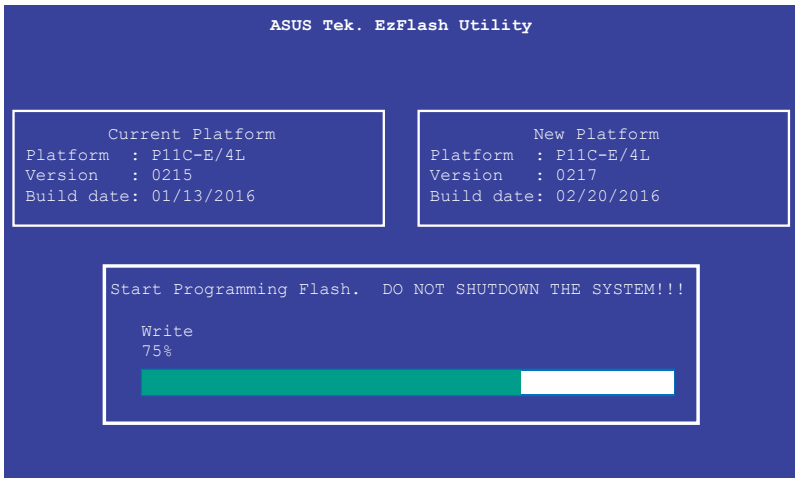 ASUS Tek. EzFlash Utility
Current Platform
Platform : P11C-E/4L
Version : 0215
Build date: 01/13/2016
New Platform
Platform : P11C-E/4L
Version : 0217
Build date: 02/20/2016
Start Programming Flash. DO NOT SHUTDOWN THE SYSTEM!!!
Write
75%